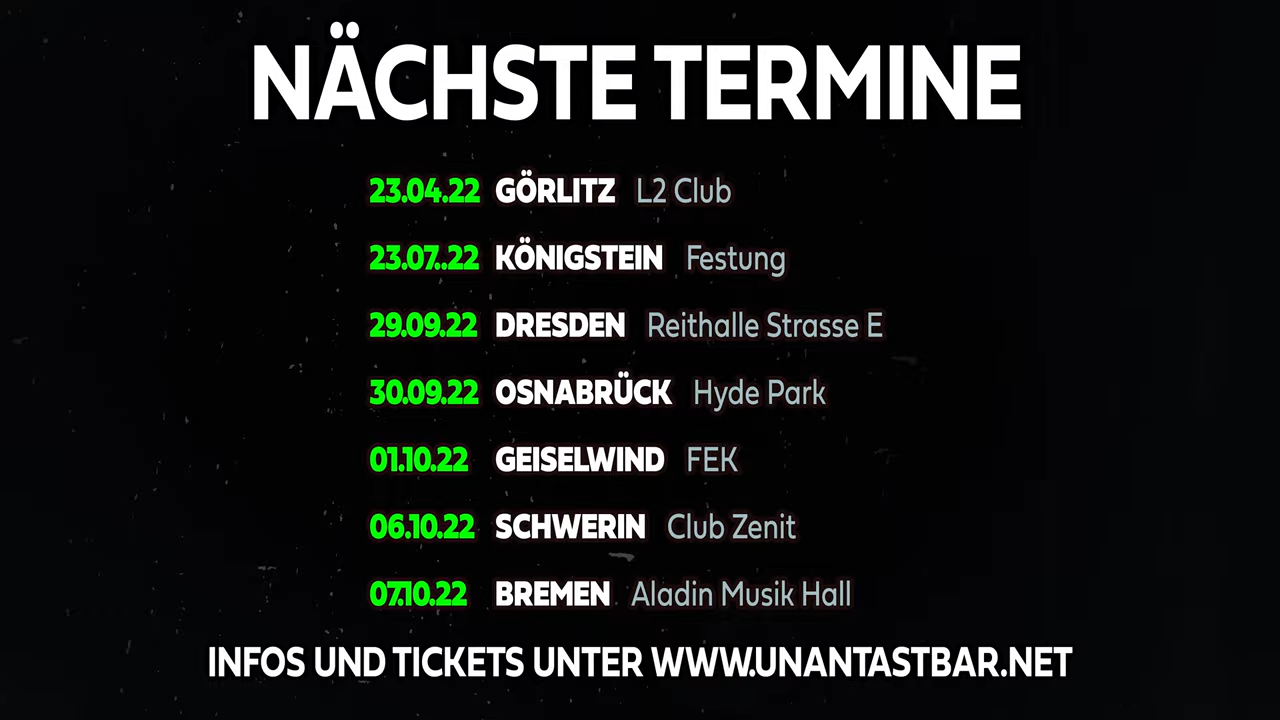 NÄCHSTE TERMINE
23.04.22 GÖRLITZ L2 Club
23.07..22 KÖNIGSTEIN Festung
29.09.22 DRESDEN Reithalle Strasse E
30.09.22 OSNABRÜCK Hyde Park
01.10.22 GEISELWIND FEK
06.10.22 SCHWERIN Club Zenit
07.10.22 BREMEN Aladin Musik Hall
INFOS UND TICKETS UNTER WWW.UNANTASTBAR.NET